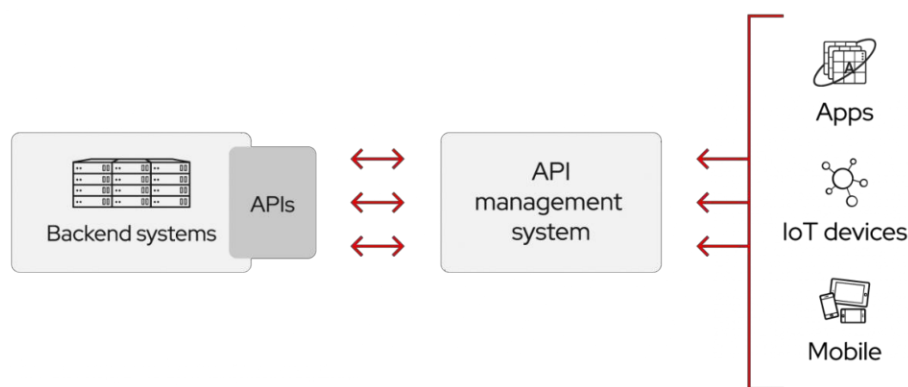 Backend systems
APIs
API
management
system
A
Apps
IoT devices
Mobile